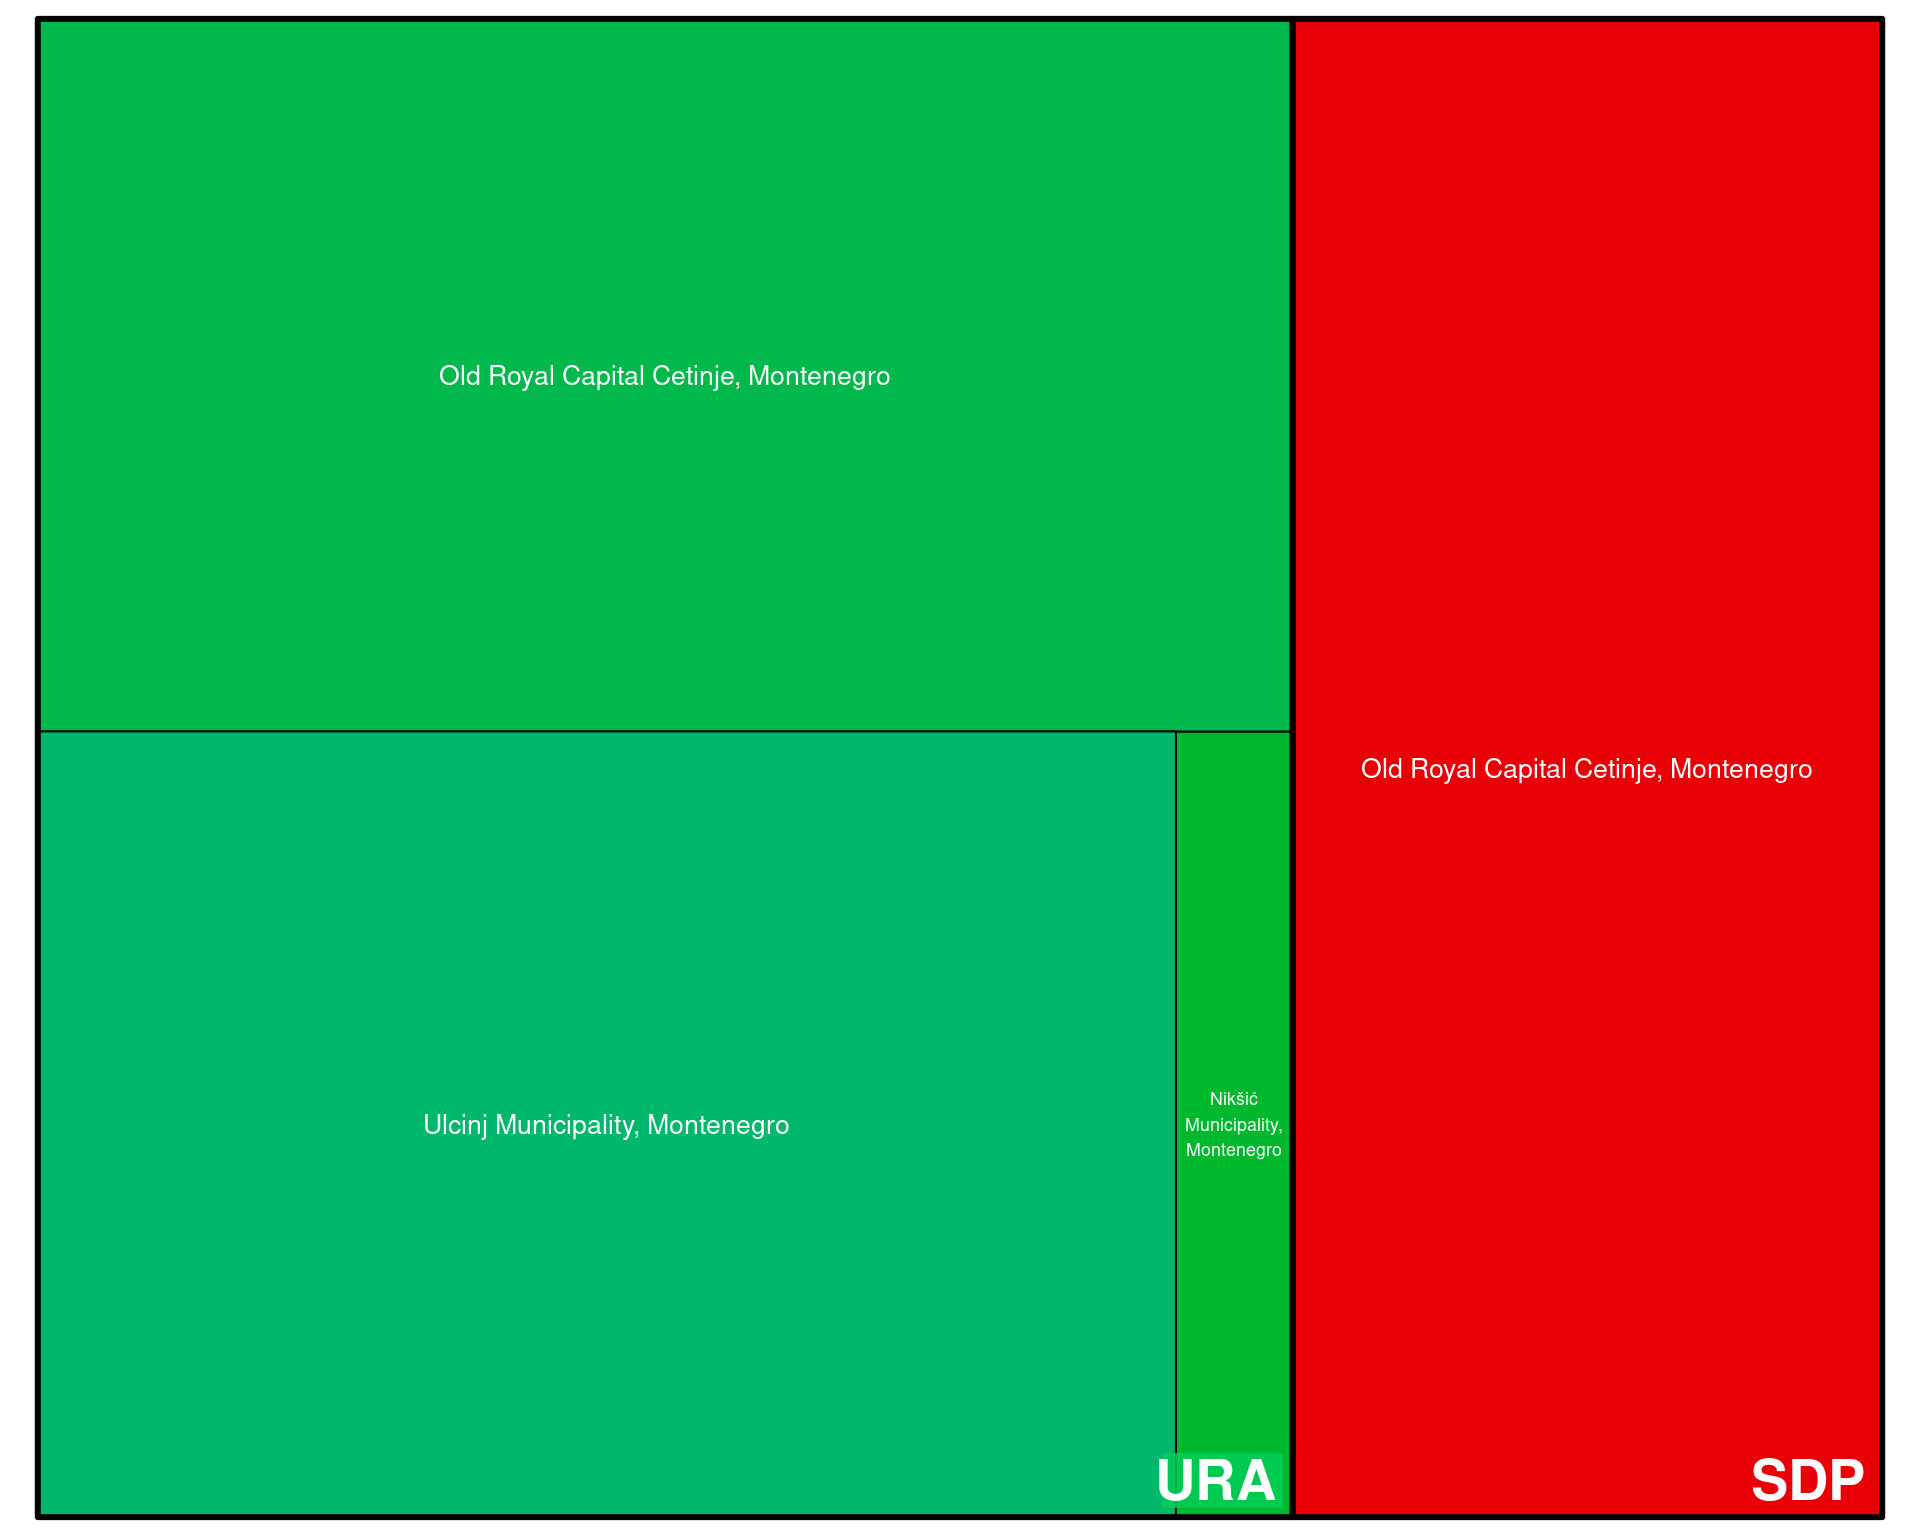 Old Royal Capital Cetinje, Montenegro
Old Royal Capital Cetinje, Montenegro
Ulcinj Municipality, Montenegro
Nikšić
Municipality,
Montenegro
URA
SDP